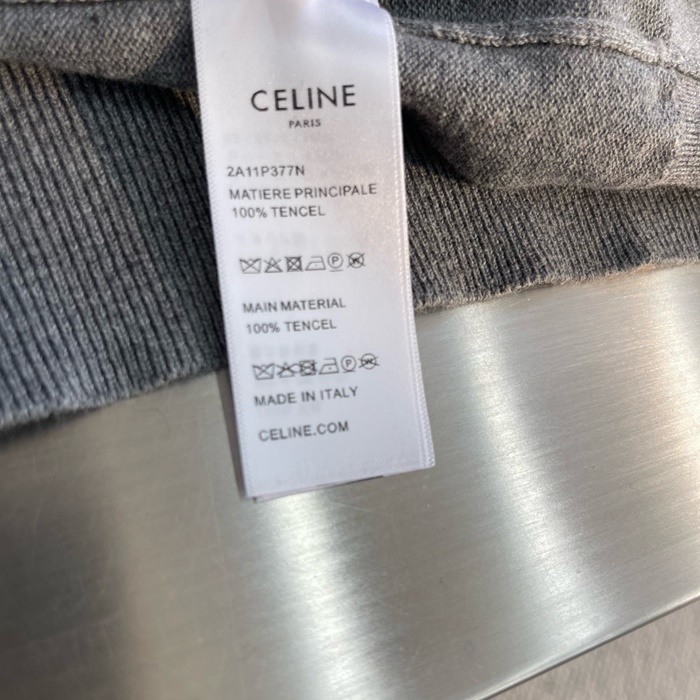 CELINE
PARIS
2A11P377N
MATIERE PRINCIPALE
100% TENCEL
MAIN MATERIAL
100% TENCEL
MADE IN ITALY
CELINE.COM